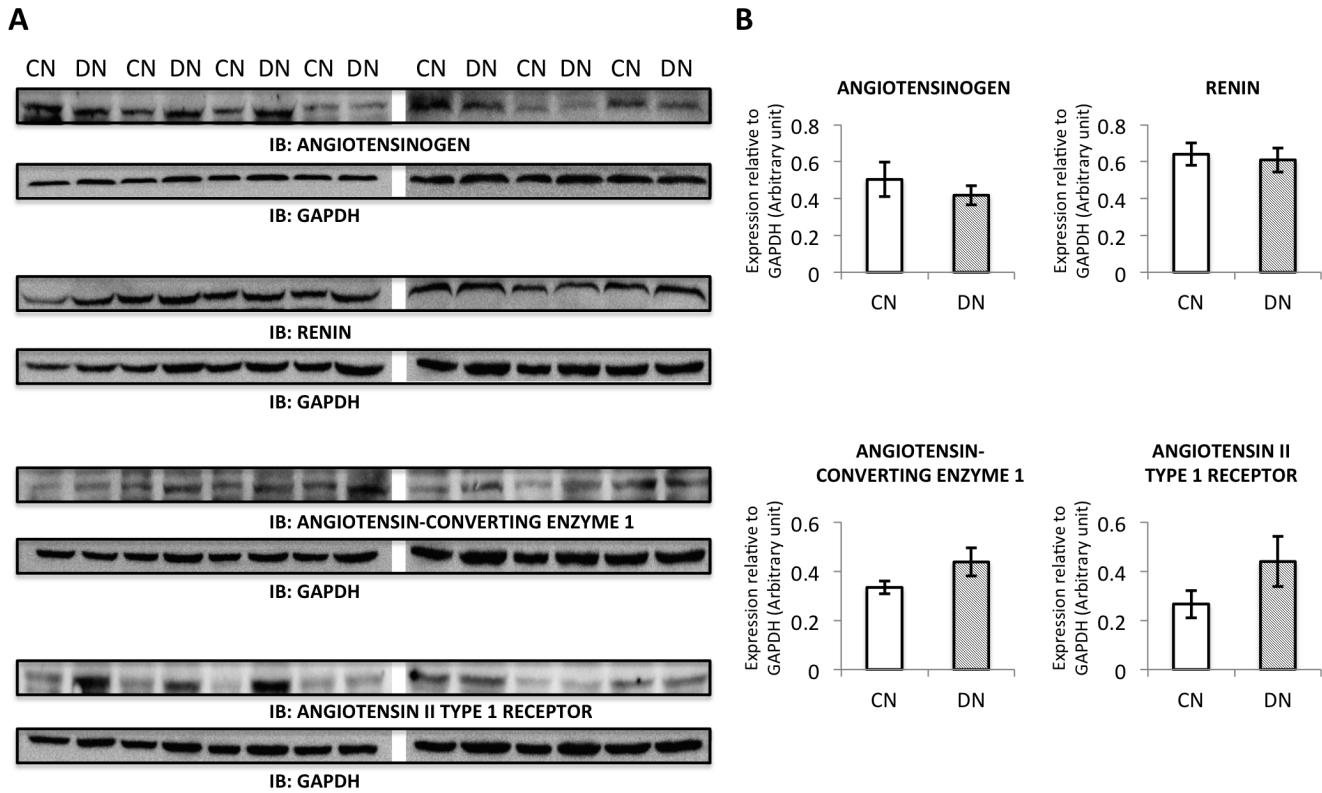 A
CN DN CN DN CN DN CN DN CN DN CN DN CN DN
IB: ANGIOTENSINOGEN
IB: GAPDH
IB: RENIN
IB: GAPDH
IB: ANGIOTENSIN-CONVERTING ENZYME 1
IB: GAPDH
IB: ANGIOTENSIN II TYPE 1 RECEPTOR
IB: GAPDH
B
ANGIOTENSINOGEN
Expression relative to
GAPDH (Arbitrary unit)
0.8
0.6
0.4
0.2
0
CN DN
RENIN
Expression relative to
GAPDH (Arbitrary unit)
0.8
0.6
0.4
0.2
0
CN DN
ANGIOTENSIN-
CONVERTING ENZYME 1
Expression relative to
GAPDH (Arbitrary unit)
0.6
0.4
0.2
0
CN DN
ANGIOTENSIN II
TYPE 1 RECEPTOR
Expression relative to
GAPDH (Arbitrary unit)
0.6
0.4
0.2
0
CN DN